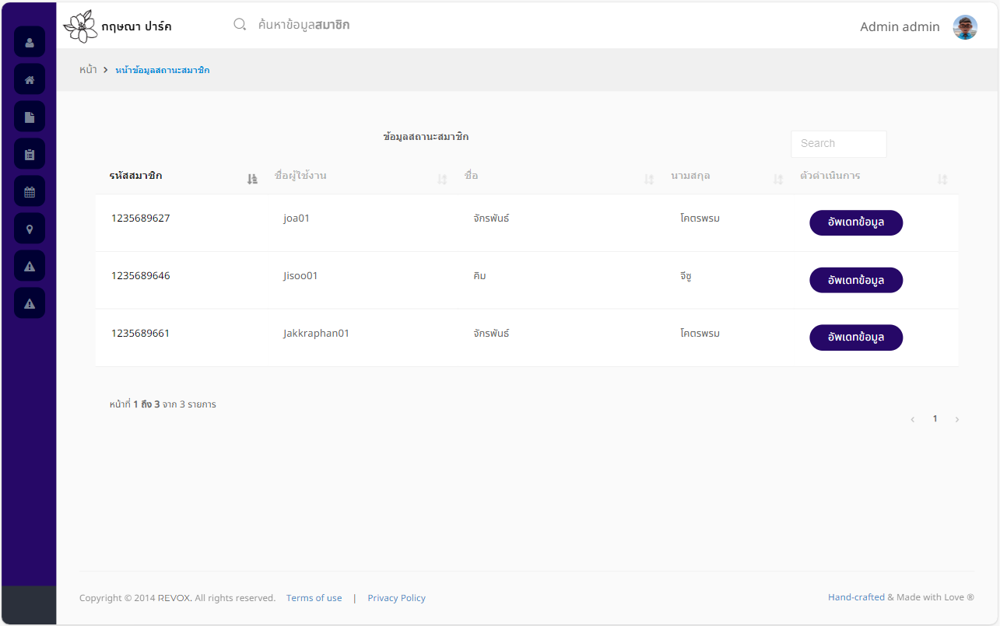 กฤษณา ปาร์ค
ค้นหาข้อมูลสมาชิก
Admin admin
หน้า > หน้าข้อมูลสถานะสมาชิก
ข้อมูลสถานะสมาชิก
Search
รหัสสมาชิก ชื่อผู้ใช้งาน ชื่อ นามสกุล ตัวดำเนินการ
1235689627 joa01 จักรพันธ์ โคตรพรม อัพเดทข้อมูล
1235689646 Jisoo01 คิม จีซู อัพเดทข้อมูล
1235689661 Jakkraphan01 จักรพันธ์ โคตรพรม อัพเดทข้อมูล
หน้าที่ 1 ถึง 3 จาก 3 รายการ
‹ 1 ›
Copyright © 2014 REVOX. All rights reserved. Terms of use | Privacy Policy
Hand-crafted & Made with Love ®